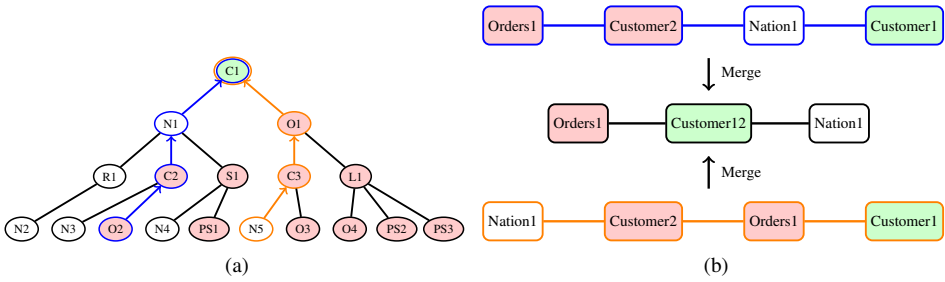 C1
N1 O1
R1 C2 S1 C3 L1
N2 N3 O2 N4 PS1 N5 O3 O4 PS2 PS3
(a)
Orders1 Customer2 Nation1 Customer1
Merge
Orders1 Customer12 Nation1
Merge
Nation1 Customer2 Orders1 Customer1
(b)